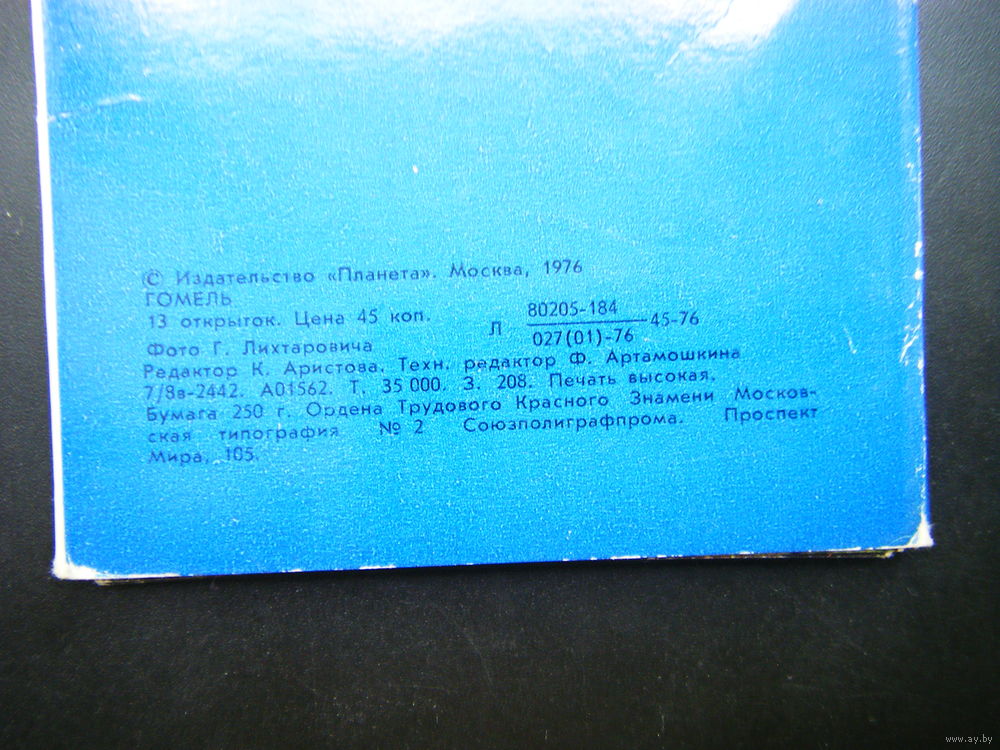 © Издательство «Планета». Москва, 1976
ГОМЕЛЬ
13 открыток. Цена 45 коп.
Л 80205-184
027(01)-76
45-76
Фото Г. Лихтаровича
Редактор К. Аристова. Техн. редактор Ф. Артамошкина
7/8в-2442. А01562. Т. 35 000. З. 208. Печать высокая.
Бумага 250 г. Ордена Трудового Красного Знамени Москов-
ская типография № 2 Союзполиграфпрома. Проспект
Мира, 105.
www.ay.by